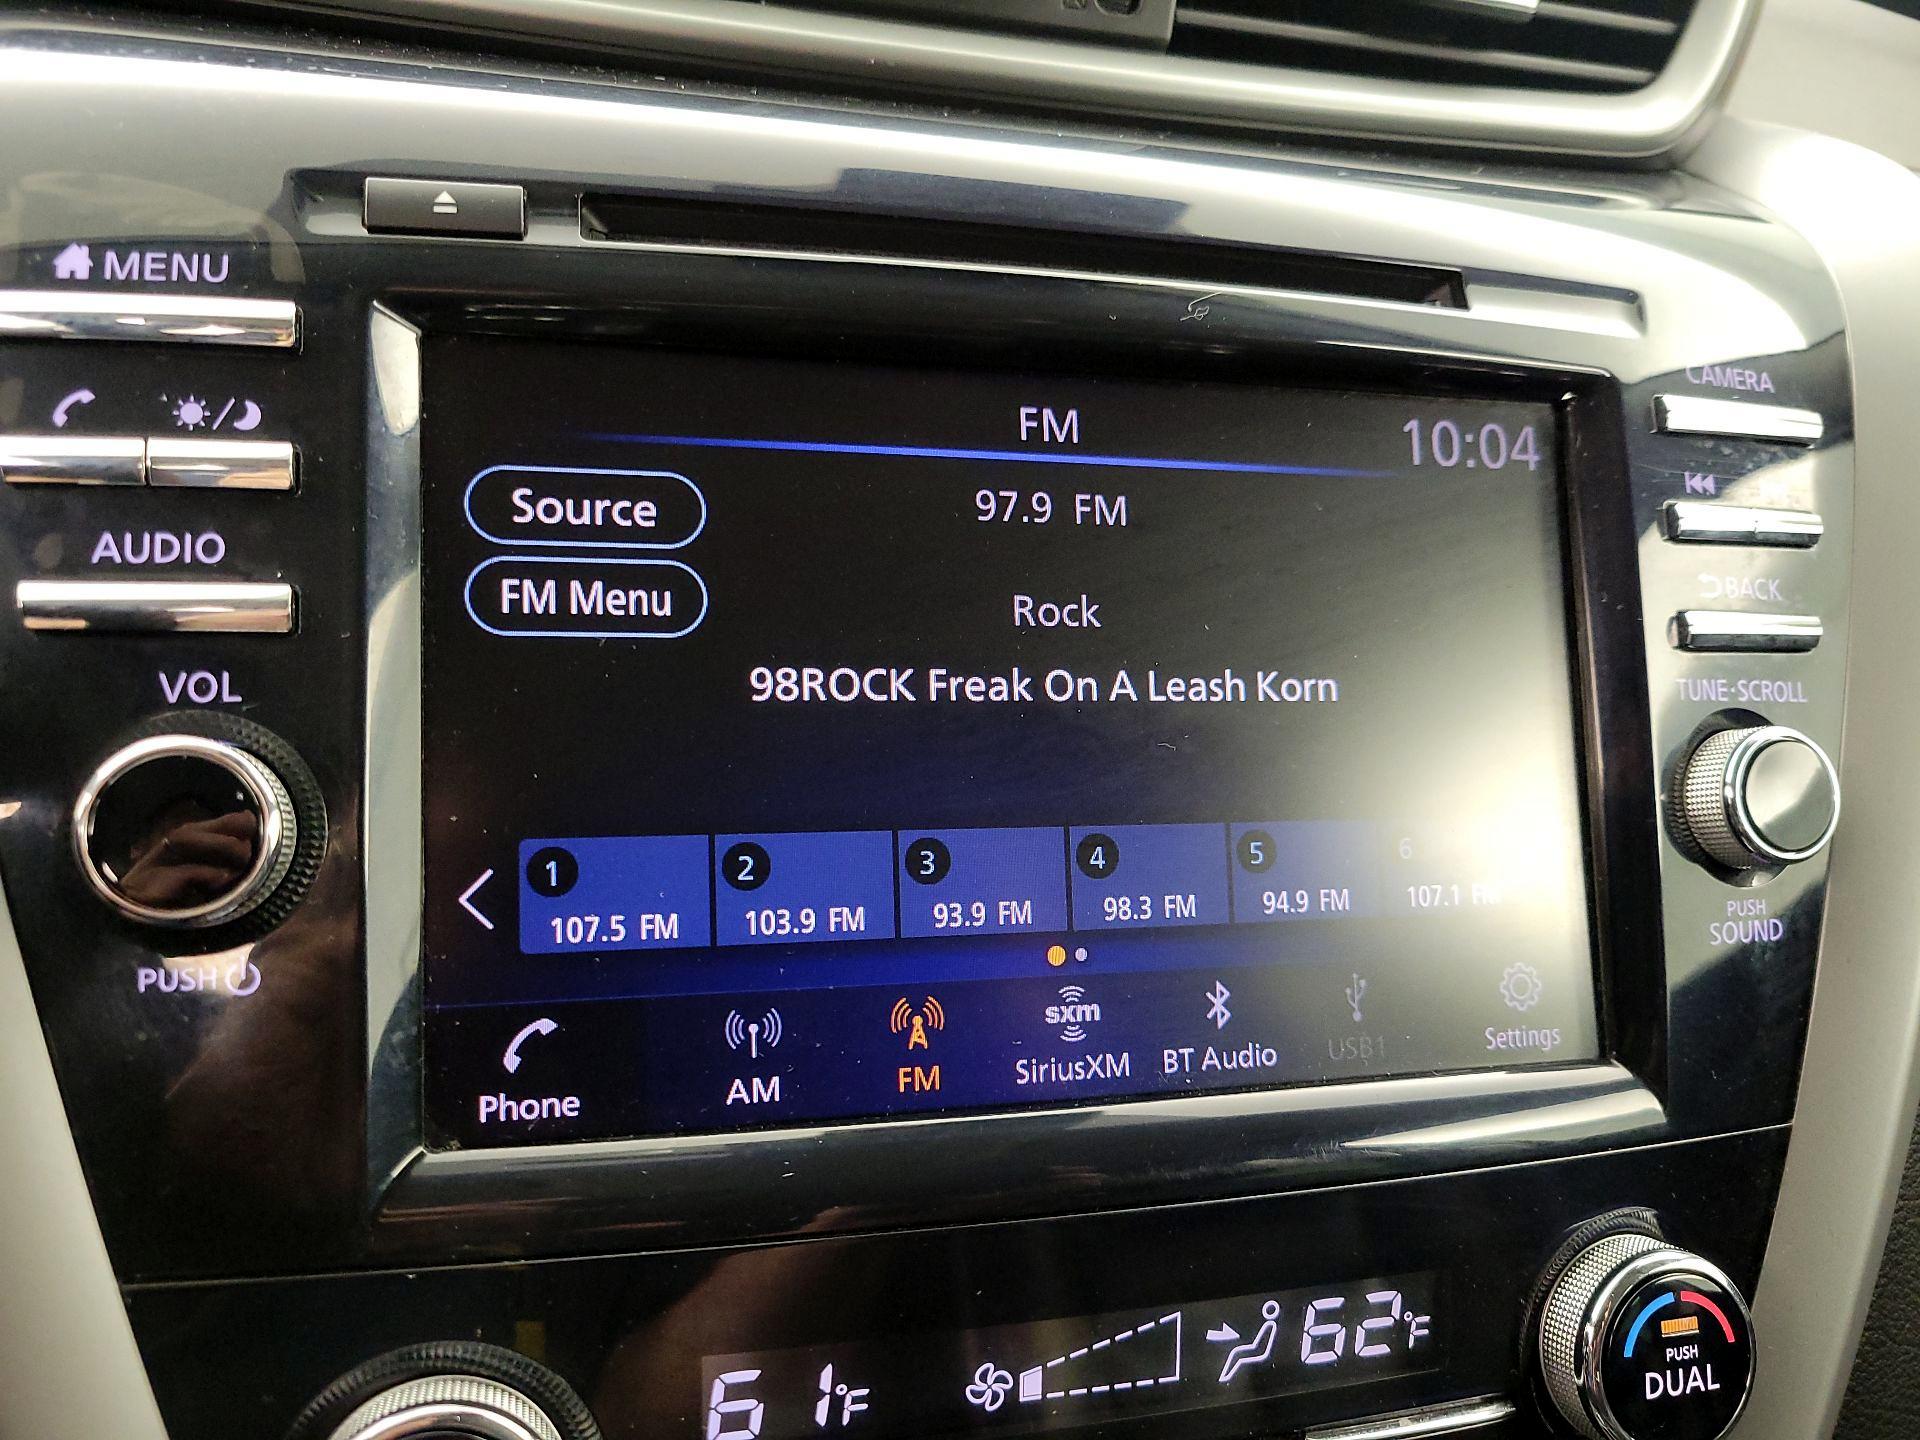 MENU
AUDIO
VOL
PUSH
FM
10:04
Source
97.9 FM
FM Menu
Rock
98ROCK Freak On A Leash Korn
1
107.5 FM
2
103.9 FM
3
93.9 FM
4
98.3 FM
5
94.9 FM
6
107.1 FM
Phone
AM
FM
sxm
SiriusXM
BT Audio
USB1
Settings
CAMERA
BACK
TUNE·SCROLL
PUSH
SOUND
61°F
62°F
PUSH
DUAL